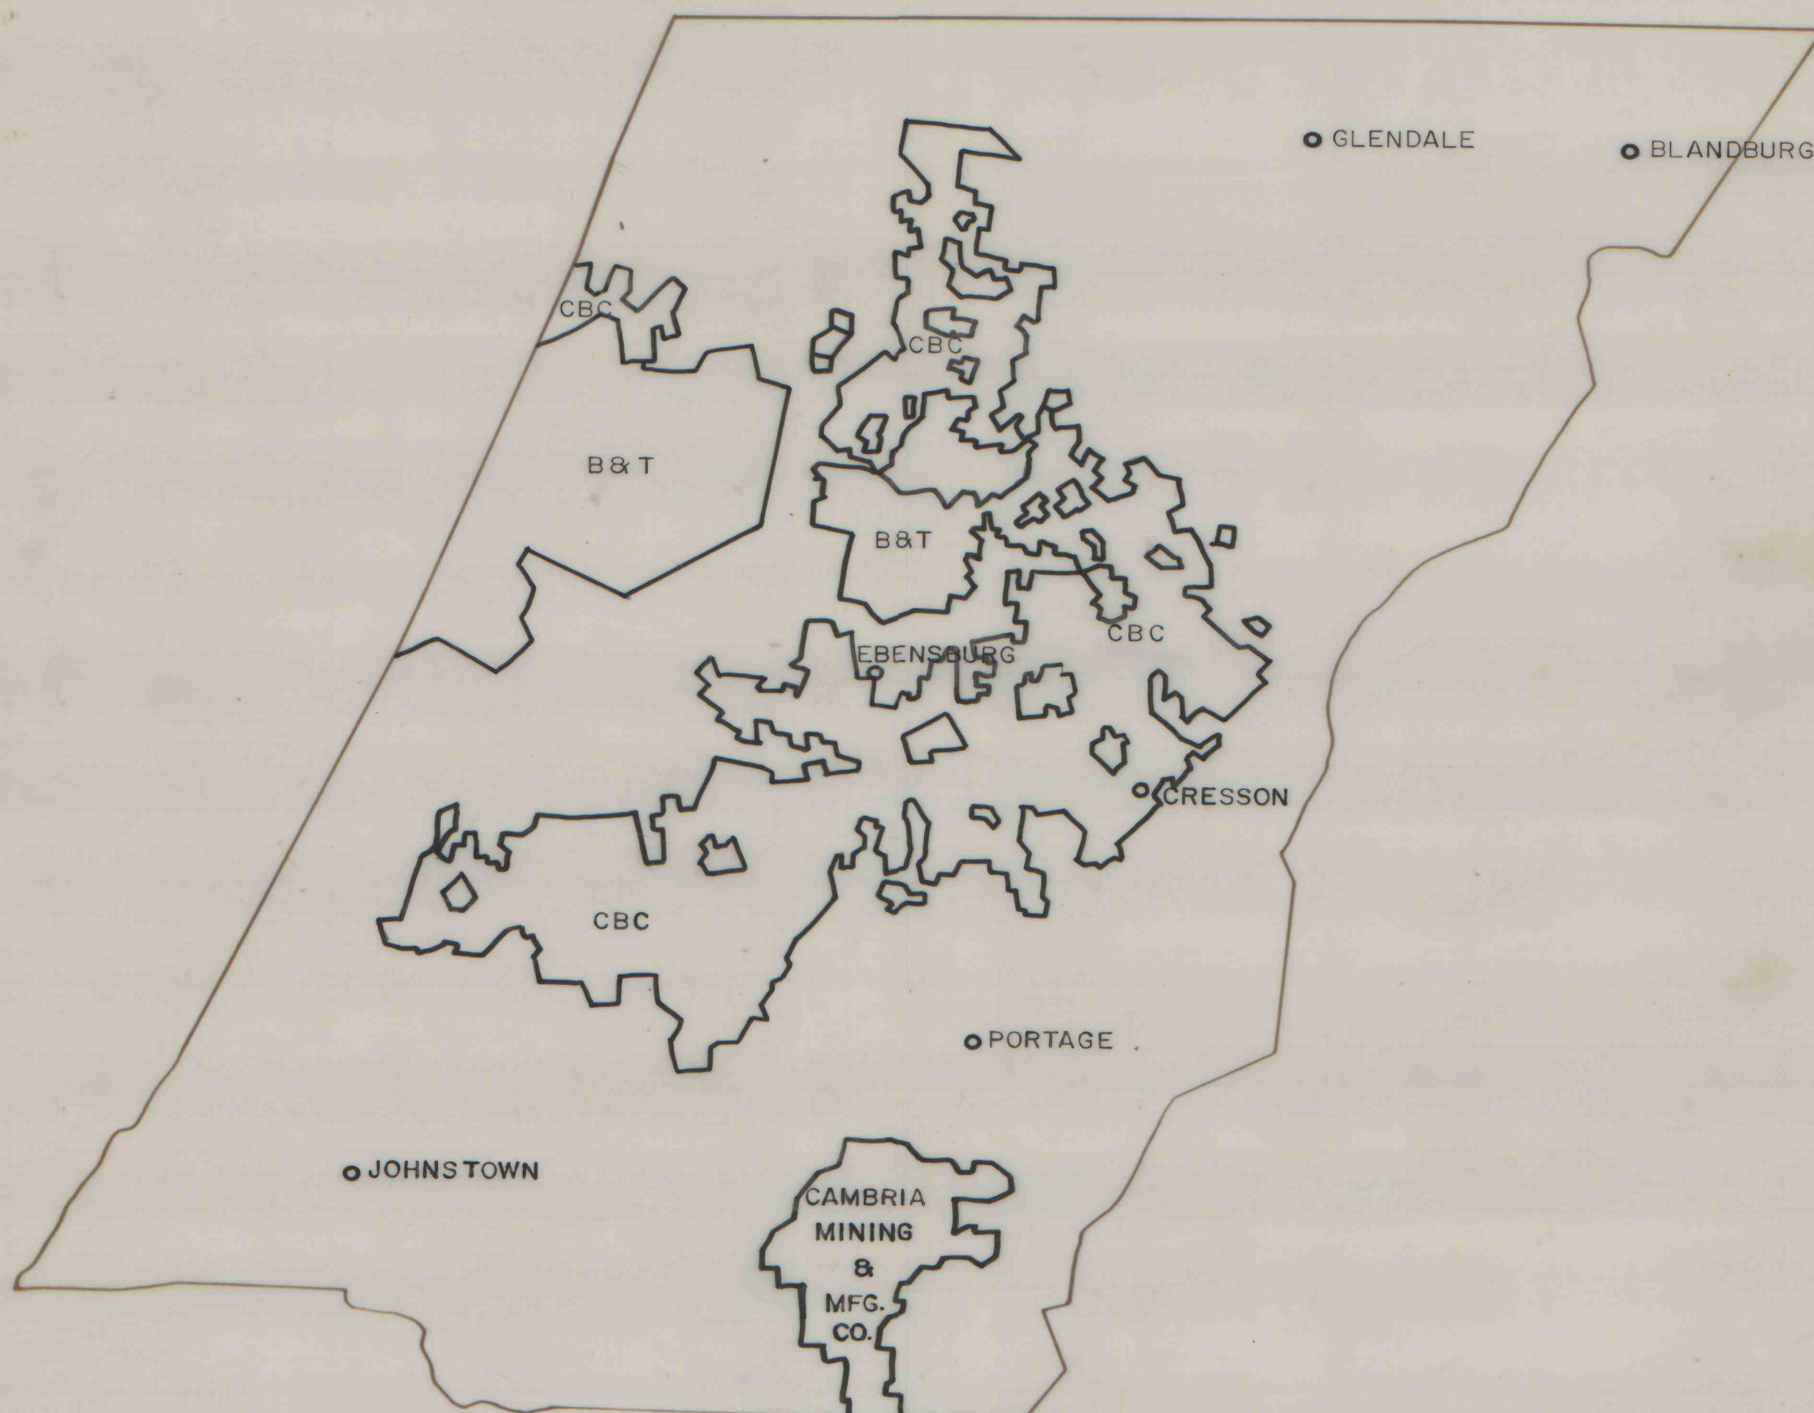 GLENDALE
BLANDBURG
CBC
CBC
B&T
B&T
CBC
EBENSBURG
CRESSON
CBC
PORTAGE
JOHNSTOWN
CAMBRIA
MINING
&
MFG.
CO.